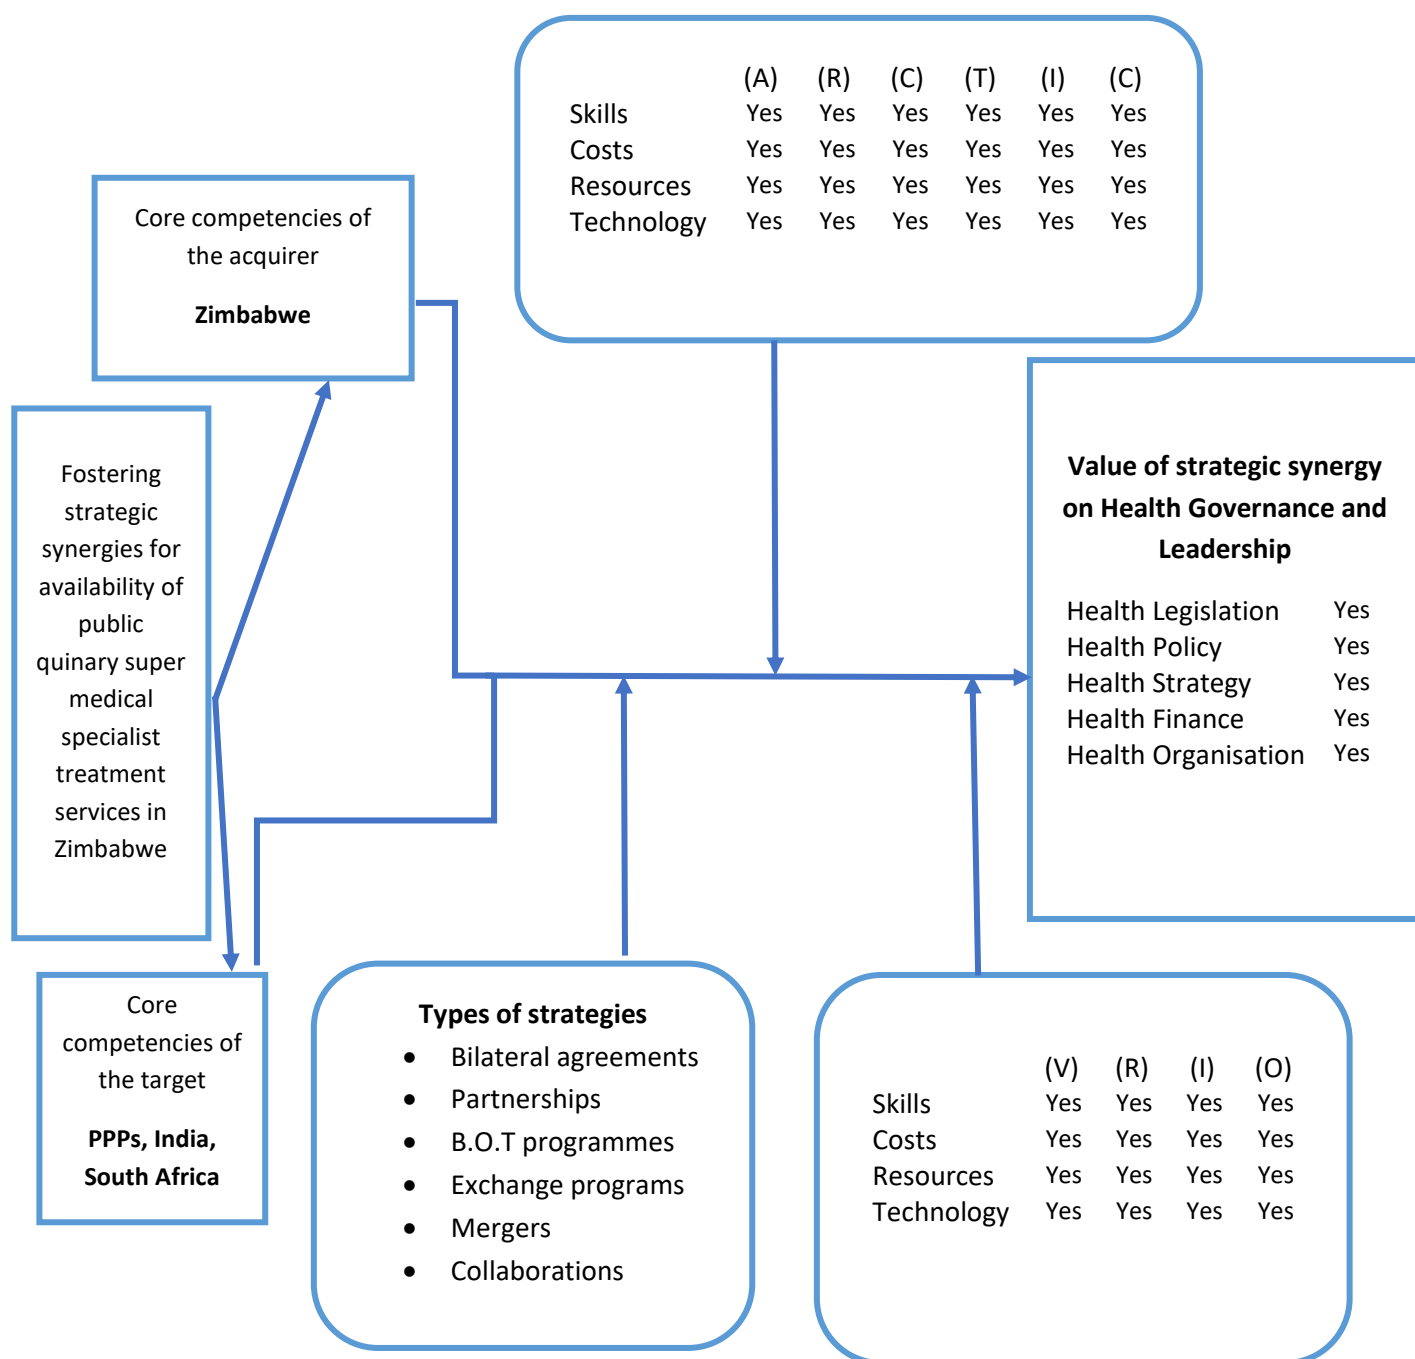 (A) (R) (C) (T) (I) (C)
Skills Yes Yes Yes Yes Yes Yes
Costs Yes Yes Yes Yes Yes Yes
Resources Yes Yes Yes Yes Yes Yes
Technology Yes Yes Yes Yes Yes Yes
Core competencies of
the acquirer
Zimbabwe
Fostering
strategic
synergies for
availability of
public
quinary super
medical
specialist
treatment
services in
Zimbabwe
Value of strategic synergy
on Health Governance and
Leadership
Health Legislation Yes
Health Policy Yes
Health Strategy Yes
Health Finance Yes
Health Organisation Yes
Core
competencies of
the target
PPPs, India,
South Africa
Types of strategies
• Bilateral agreements
• Partnerships
• B.O.T programmes
• Exchange programs
• Mergers
• Collaborations
(V) (R) (I) (O)
Skills Yes Yes Yes Yes
Costs Yes Yes Yes Yes
Resources Yes Yes Yes Yes
Technology Yes Yes Yes Yes